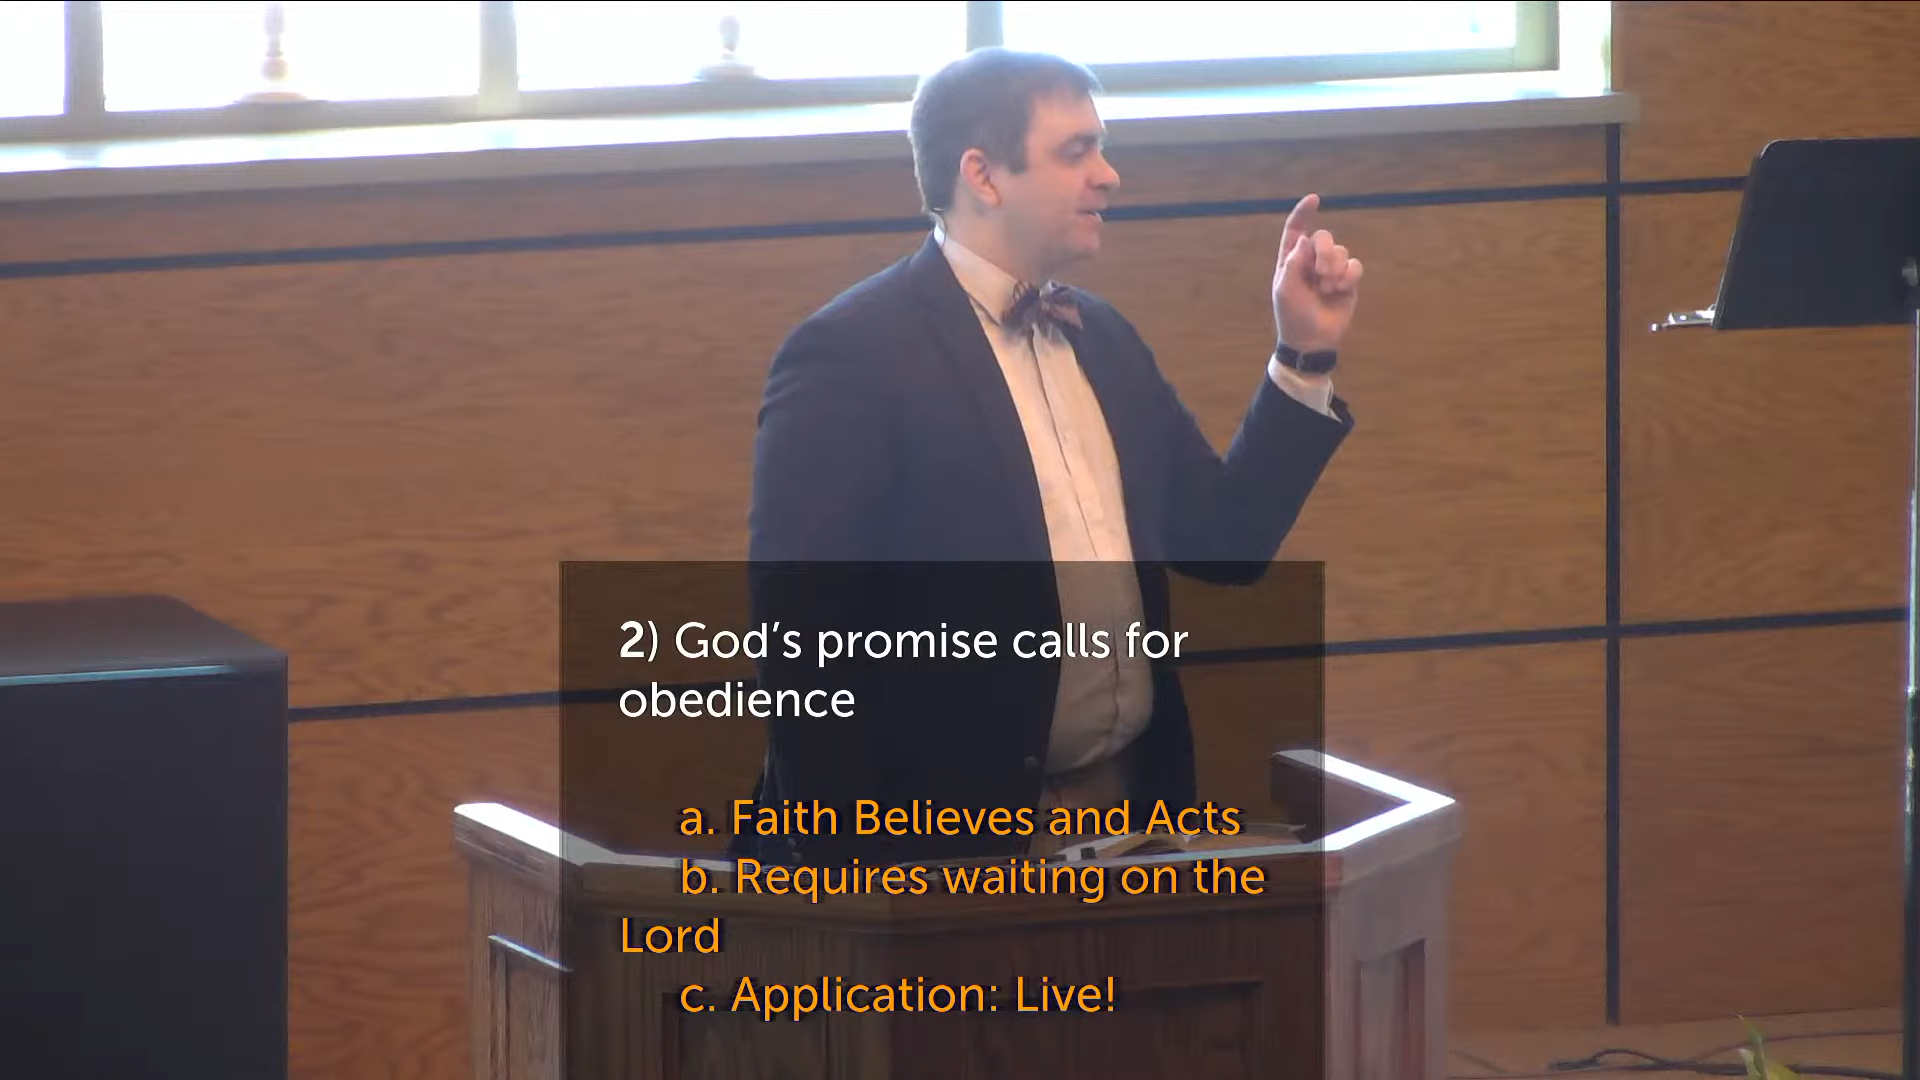 2) God’s promise calls for
obedience
a. Faith Believes and Acts
b. Requires waiting on the
Lord
c. Application: Live!